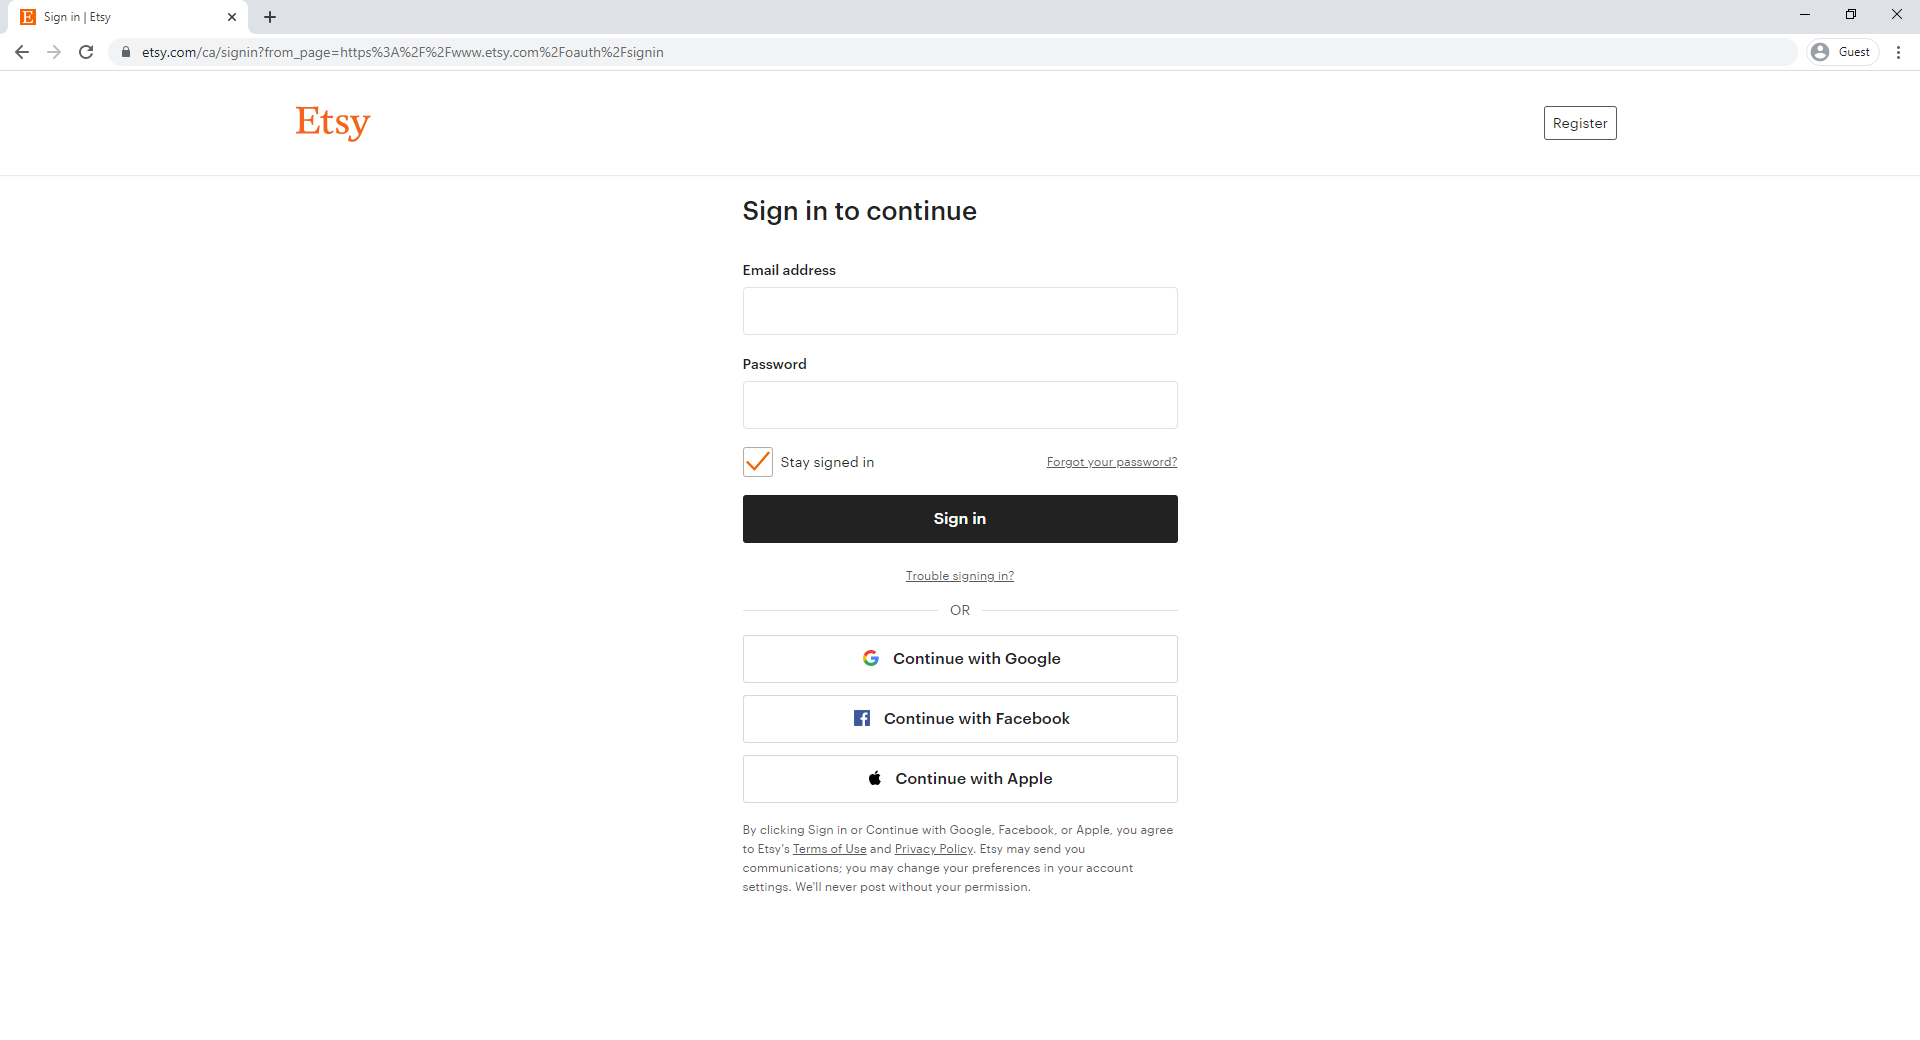 Sign in | Etsy
etsy.com/ca/signin?from_page=https%3A%2F%2Fwww.etsy.com%2Foauth%2Fsignin
Guest
Etsy
Register
Sign in to continue
Email address
Password
Stay signed in
Forgot your password?
Sign in
Trouble signing in?
OR
Continue with Google
Continue with Facebook
Continue with Apple
By clicking Sign in or Continue with Google, Facebook, or Apple, you agree
to Etsy's Terms of Use and Privacy Policy. Etsy may send you
communications; you may change your preferences in your account
settings. We'll never post without your permission.